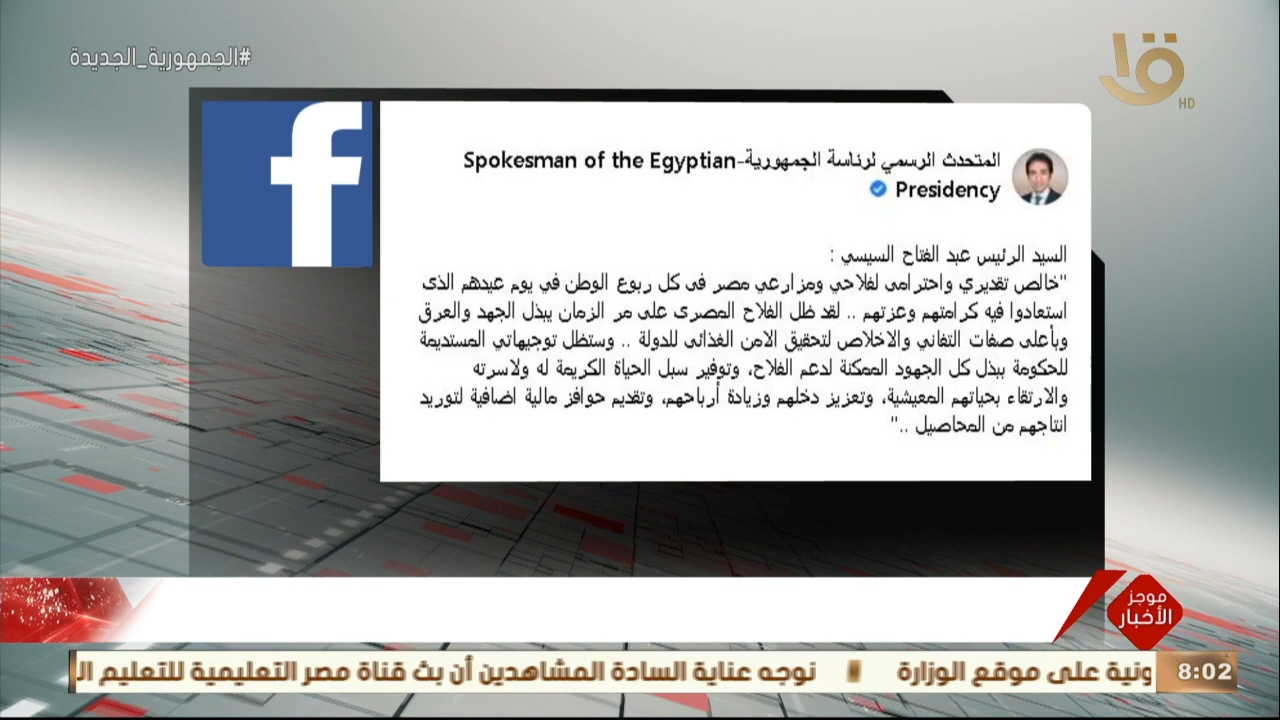 #الجمهورية_الجديدة
HD
المتحدث الرسمي لرئاسة الجمهورية-Spokesman of the Egyptian
Presidency
السيد الرئيس عبد الفتاح السيسي :
"خالص تقديري واحترامى لفلاحي ومزارعي مصر فى كل ربوع الوطن في يوم عيدهم الذى
استعادوا فيه كرامتهم وعزتهم .. لقد ظل الفلاح المصرى على مر الزمان يبذل الجهد والعرق
وبأعلى صفات التفاني والاخلاص لتحقيق الامن الغذائى للدولة .. وستظل توجيهاتي المستديمة
للحكومة ببذل كل الجهود الممكنة لدعم الفلاح، وتوفير سبل الحياة الكريمة له ولاسرته
والارتقاء بحياتهم المعيشية، وتعزيز دخلهم وزيادة أرباحهم، وتقديم حوافز مالية اضافية لتوريد
انتاجهم من المحاصيل .."
موجز
الأخبار
ونية على موقع الوزارة نوجه عناية السادة المشاهدين أن بث قناة مصر التعليمية للتعليم الـ
8:02